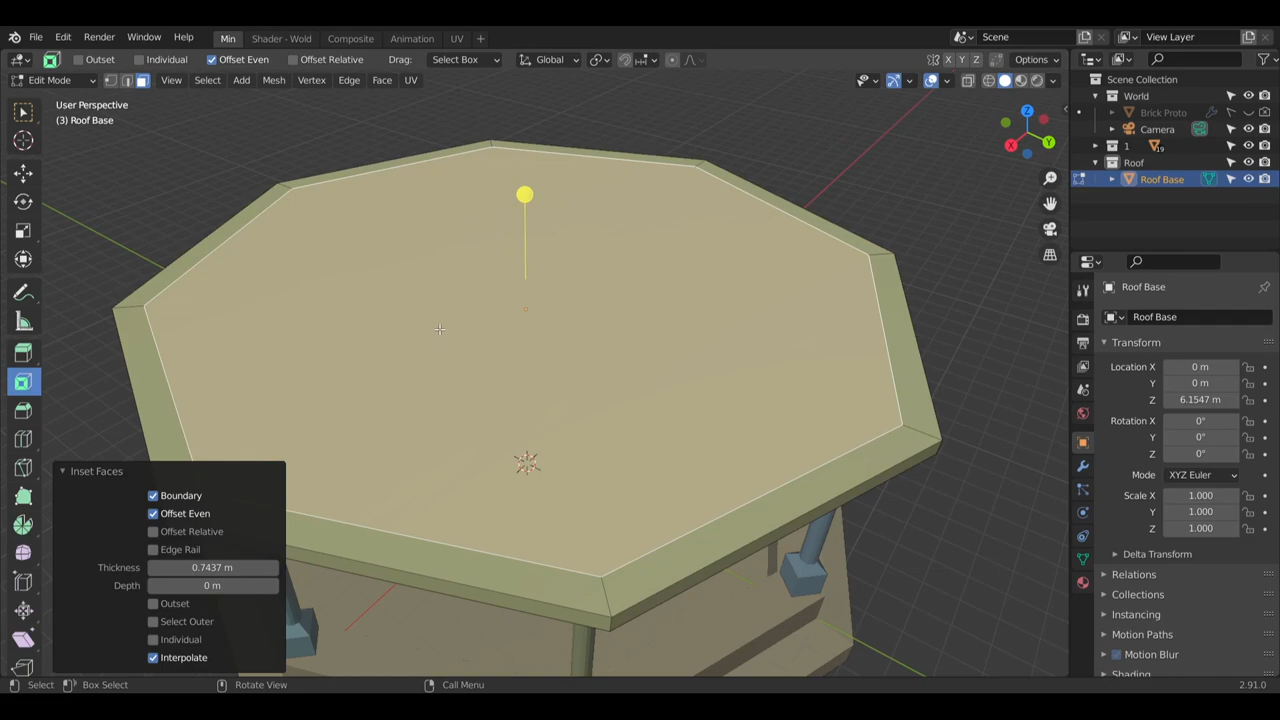 File Edit Render Window Help Min Shader - Wold Composite Animation UV + Scene View Layer
Outset Individual Offset Even Offset Relative Drag: Select Box Global X Y Z Options
Edit Mode View Select Add Mesh Vertex Edge Face UV
User Perspective
(3) Roof Base
Z
Y
X
Scene Collection
World
Brick Proto
Camera
1 19
Roof
Roof Base
Roof Base
Roof Base
Transform
Location X 0 m
Y 0 m
Z 6.1547 m
Rotation X 0°
Y 0°
Z 0°
Mode XYZ Euler
Scale X 1.000
Y 1.000
Z 1.000
Delta Transform
Relations
Collections
Instancing
Motion Paths
Motion Blur
Shading
Inset Faces
Boundary
Offset Even
Offset Relative
Edge Rail
Thickness 0.7437 m
Depth 0 m
Outset
Select Outer
Individual
Interpolate
Select Box Select Rotate View Call Menu 2.91.0